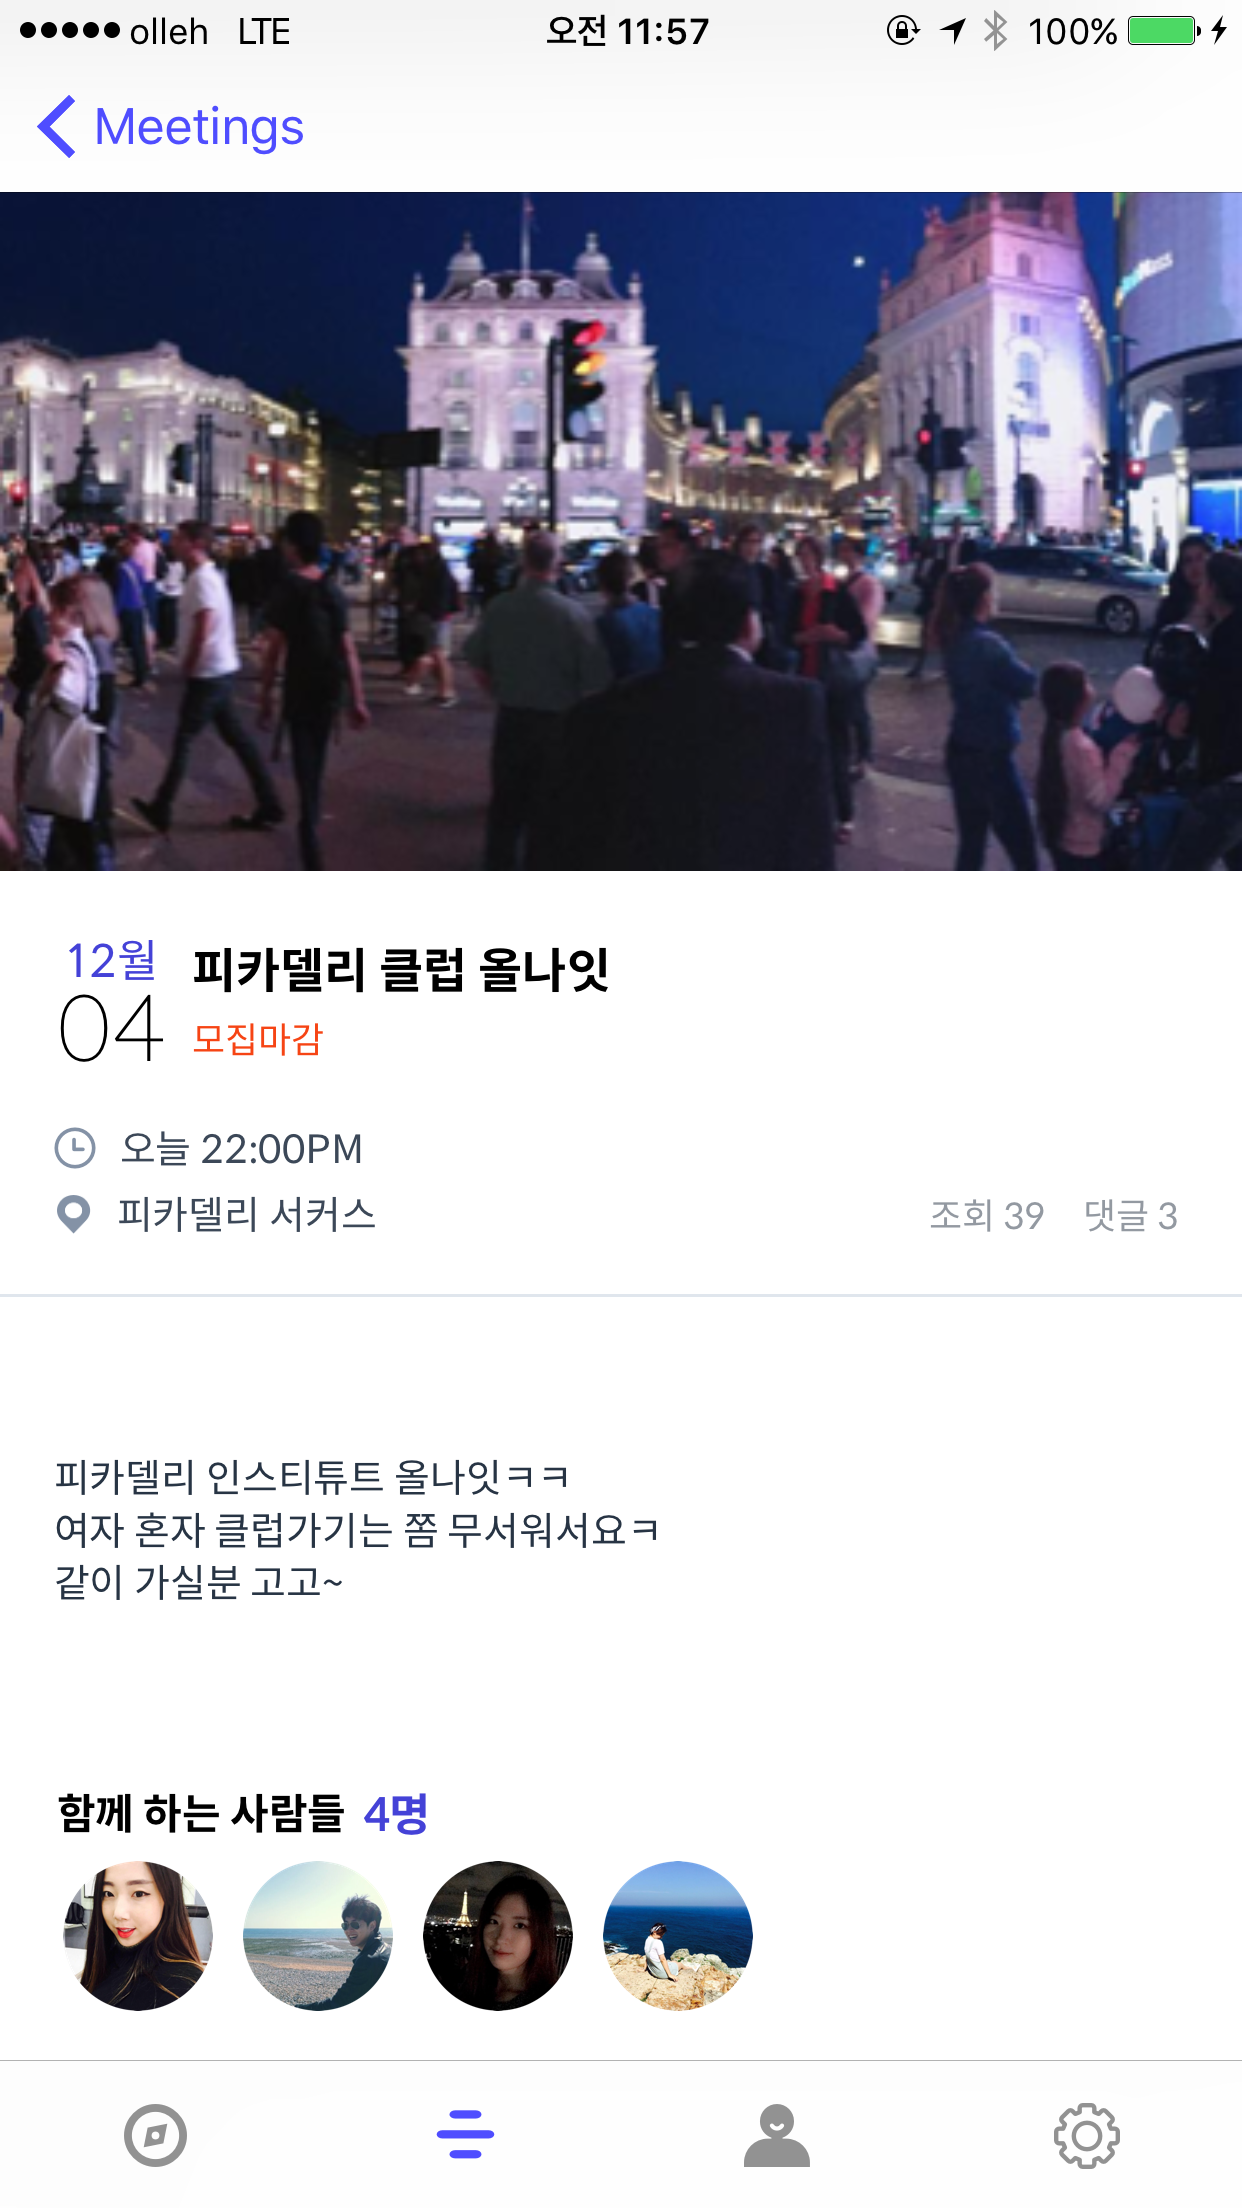 olleh LTE 오전 11:57 100%
Meetings
12월
04
피카델리 클럽 올나잇
모집마감
오늘 22:00PM
피카델리 서커스
조회 39 댓글 3
피카델리 인스티튜트 올나잇ㅋㅋ
여자 혼자 클럽가기는 쫌 무서워서요ㅋ
같이 가실분 고고~
함께 하는 사람들 4명